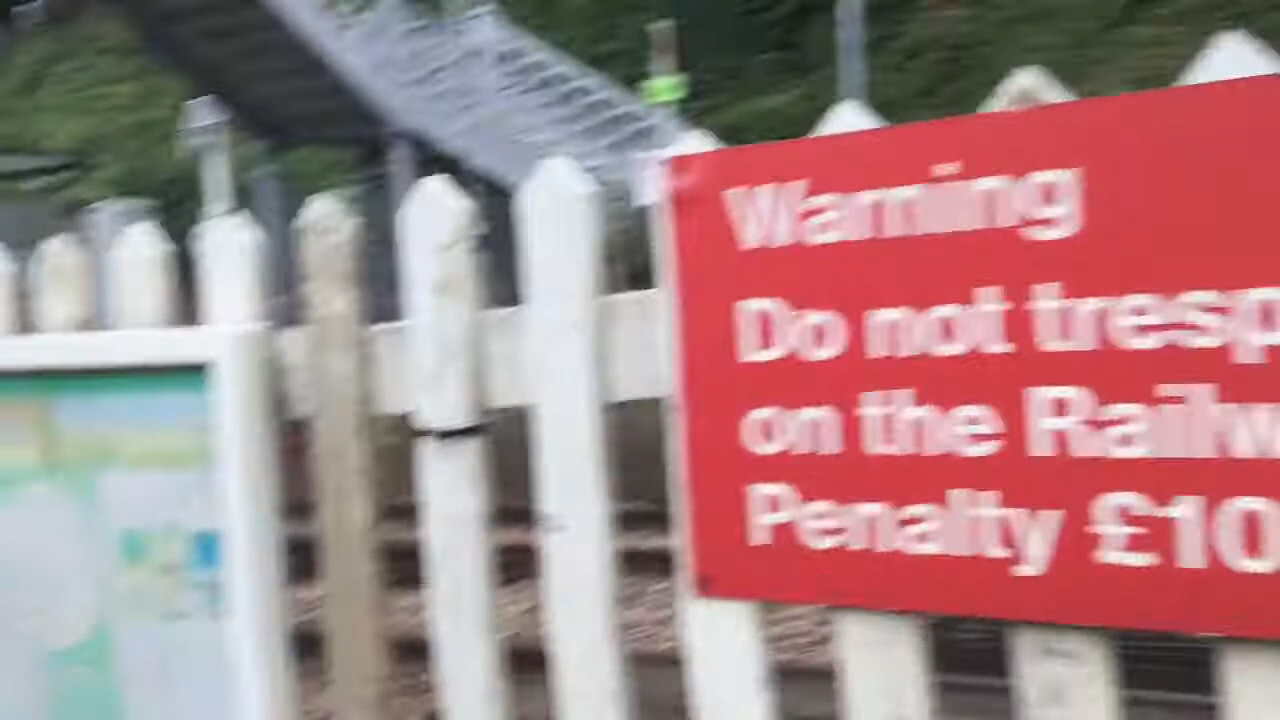 Warning
Do not tresp
on the Railw
Penalty £10